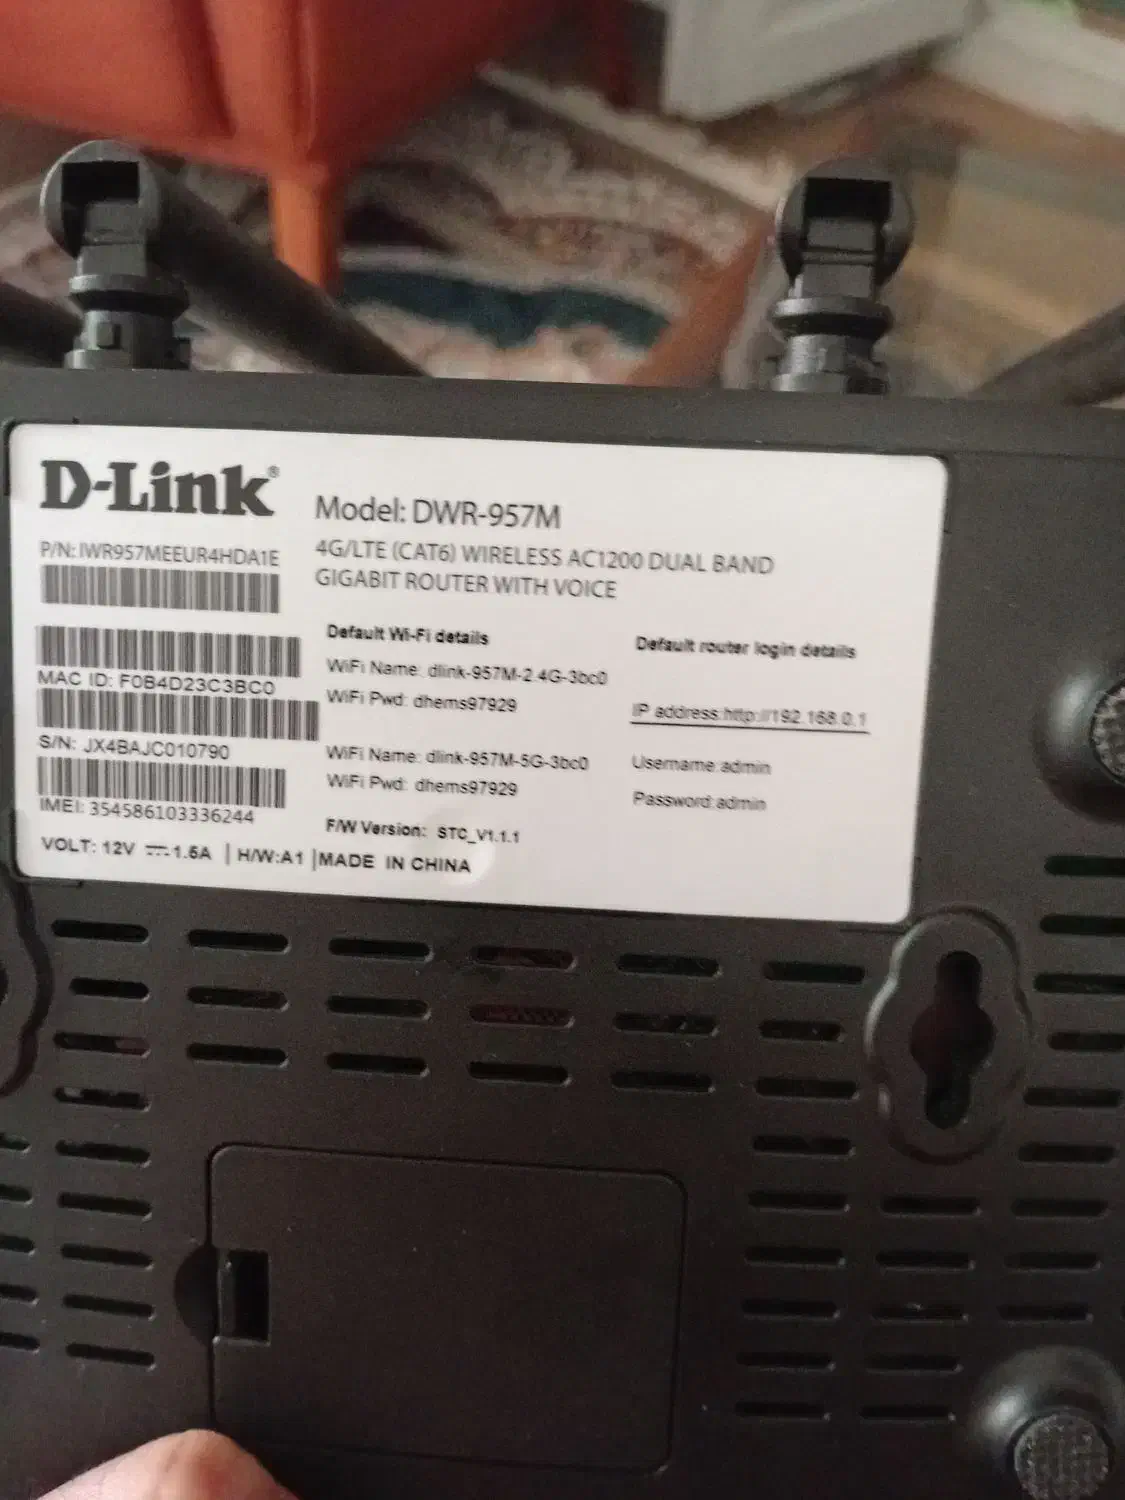 D-Link®
Model: DWR-957M
P/N: IWR957MEEUR4HDA1E
4G/LTE (CAT6) WIRELESS AC1200 DUAL BAND
GIGABIT ROUTER WITH VOICE
MAC ID: F0B4D23C3BC0
S/N: JX4BAJC010790
IMEI: 354586103336244
Default Wi-Fi details
WiFi Name: dlink-957M-2.4G-3bc0
WiFi Pwd: dhems97929
WiFi Name: dlink-957M-5G-3bc0
WiFi Pwd: dhems97929
F/W Version: STC_V1.1.1
Default router login details
IP address:http://192.168.0.1
Username:admin
Password:admin
VOLT: 12V ⎓ 1.5A | H/W:A1 |MADE IN CHINA